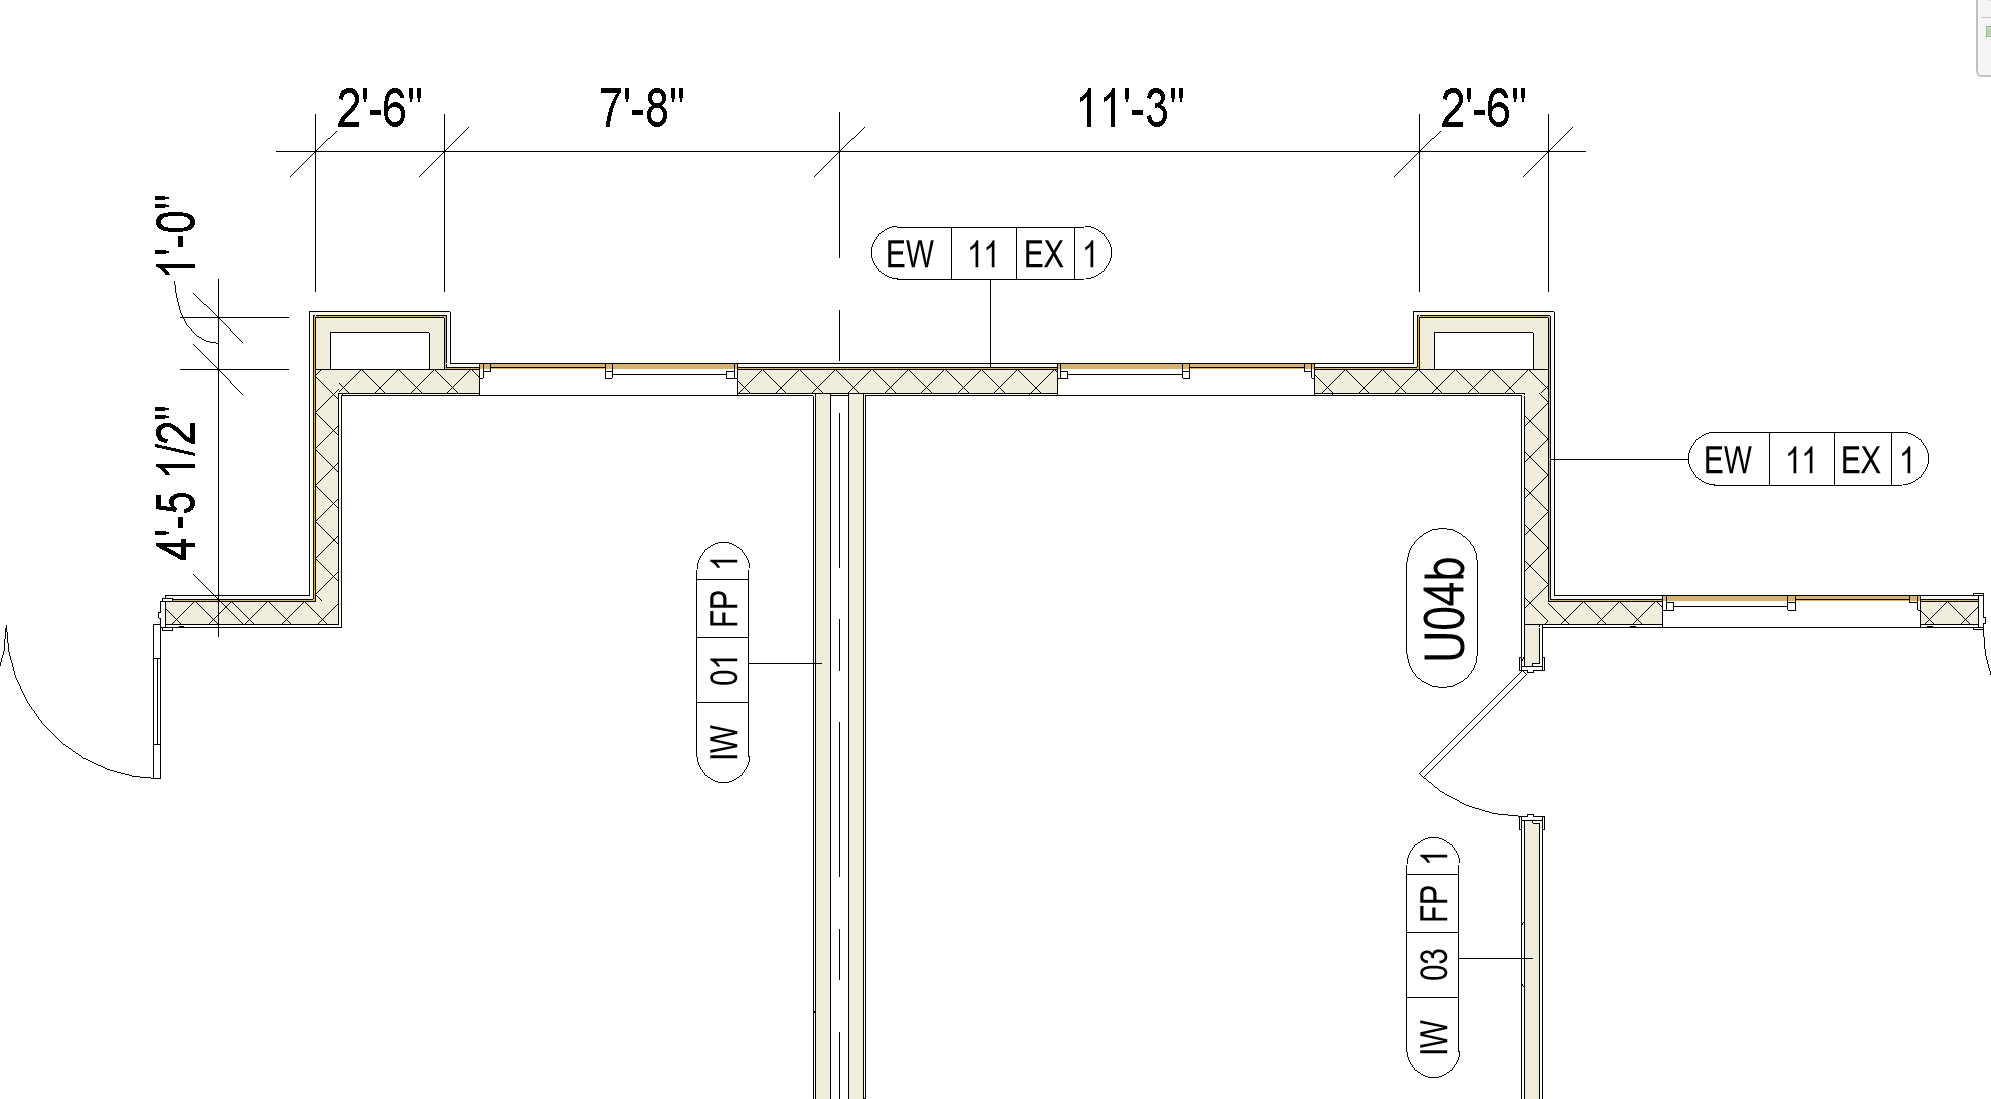 2'-6"
7'-8"
11'-3"
2'-6"
1'-0"
EW 11 EX 1
4'-5 1/2"
EW 11 EX 1
IW 01 FP 1
U04b
IW 03 FP 1